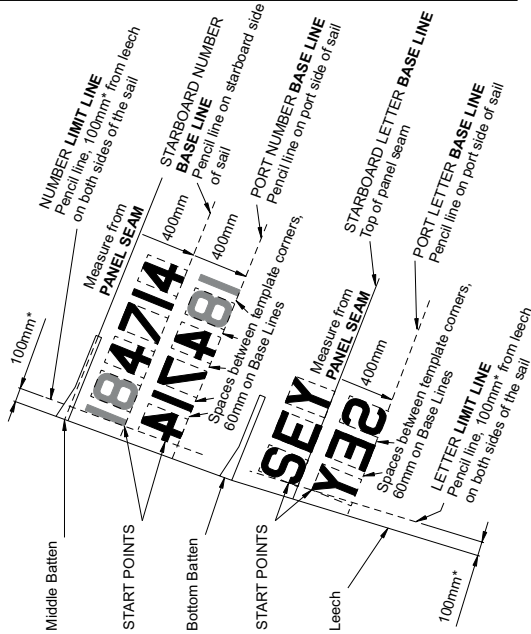 100mm*
NUMBER LIMIT LINE
Pencil line, 100mm* from leech
on both sides of the sail
Middle Batten
Measure from
PANEL SEAM
STARBOARD NUMBER
BASE LINE
Pencil line on starboard side
of sail
400mm
184714
START POINTS
400mm
184714
PORT NUMBER BASE LINE
Pencil line on port side of sail
Spaces between template corners,
60mm on Base Lines
Bottom Batten
Measure from
PANEL SEAM
STARBOARD LETTER BASE LINE
Top of panel seam
SEY
START POINTS
400mm
SEY
PORT LETTER BASE LINE
Pencil line on port side of sail
Spaces between template corners,
60mm on Base Lines
Leech
LETTER LIMIT LINE
Pencil line, 100mm* from leech
on both sides of the sail
100mm*